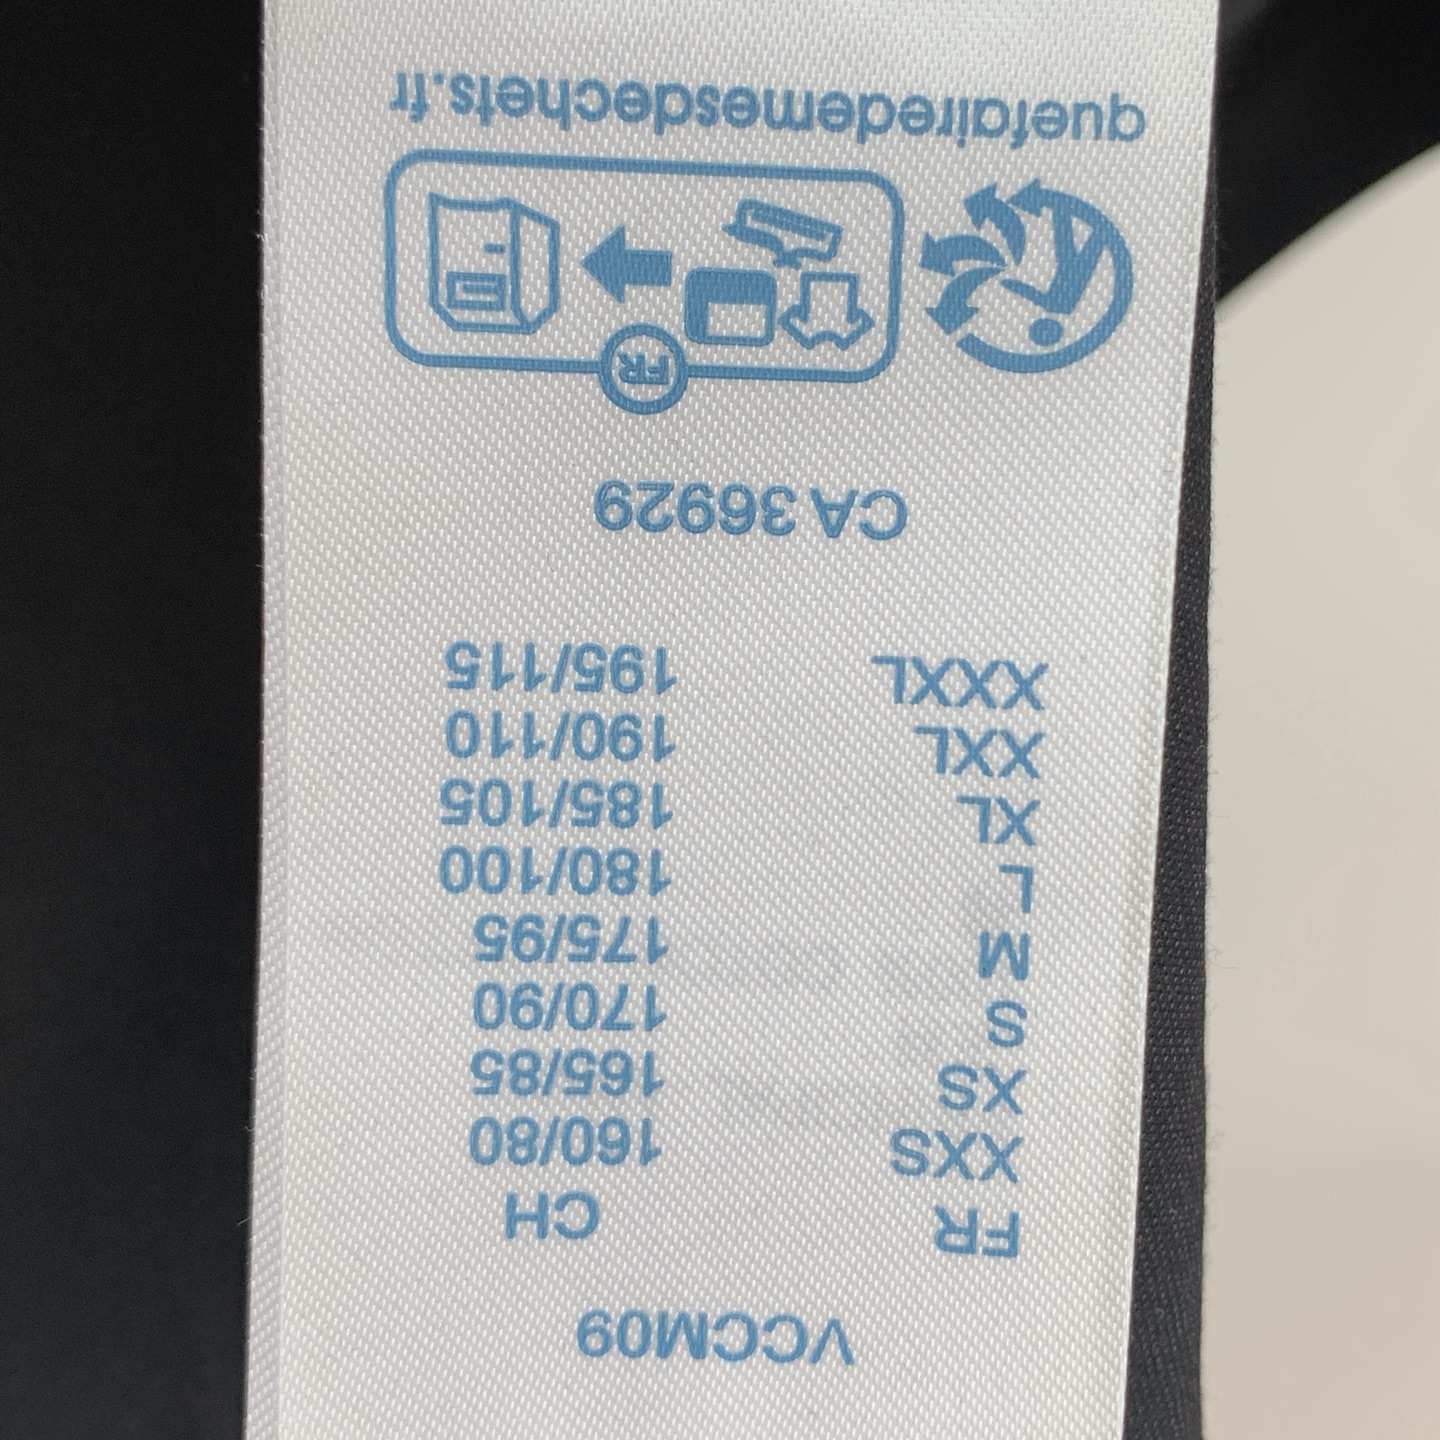 VCCM09
FR CH
XXS 160/80
XS 165/85
S 170/90
M 175/95
L 180/100
XL 185/105
XXL 190/110
XXXL 195/115
CA 36929
FR
quefairedemesdechets.fr